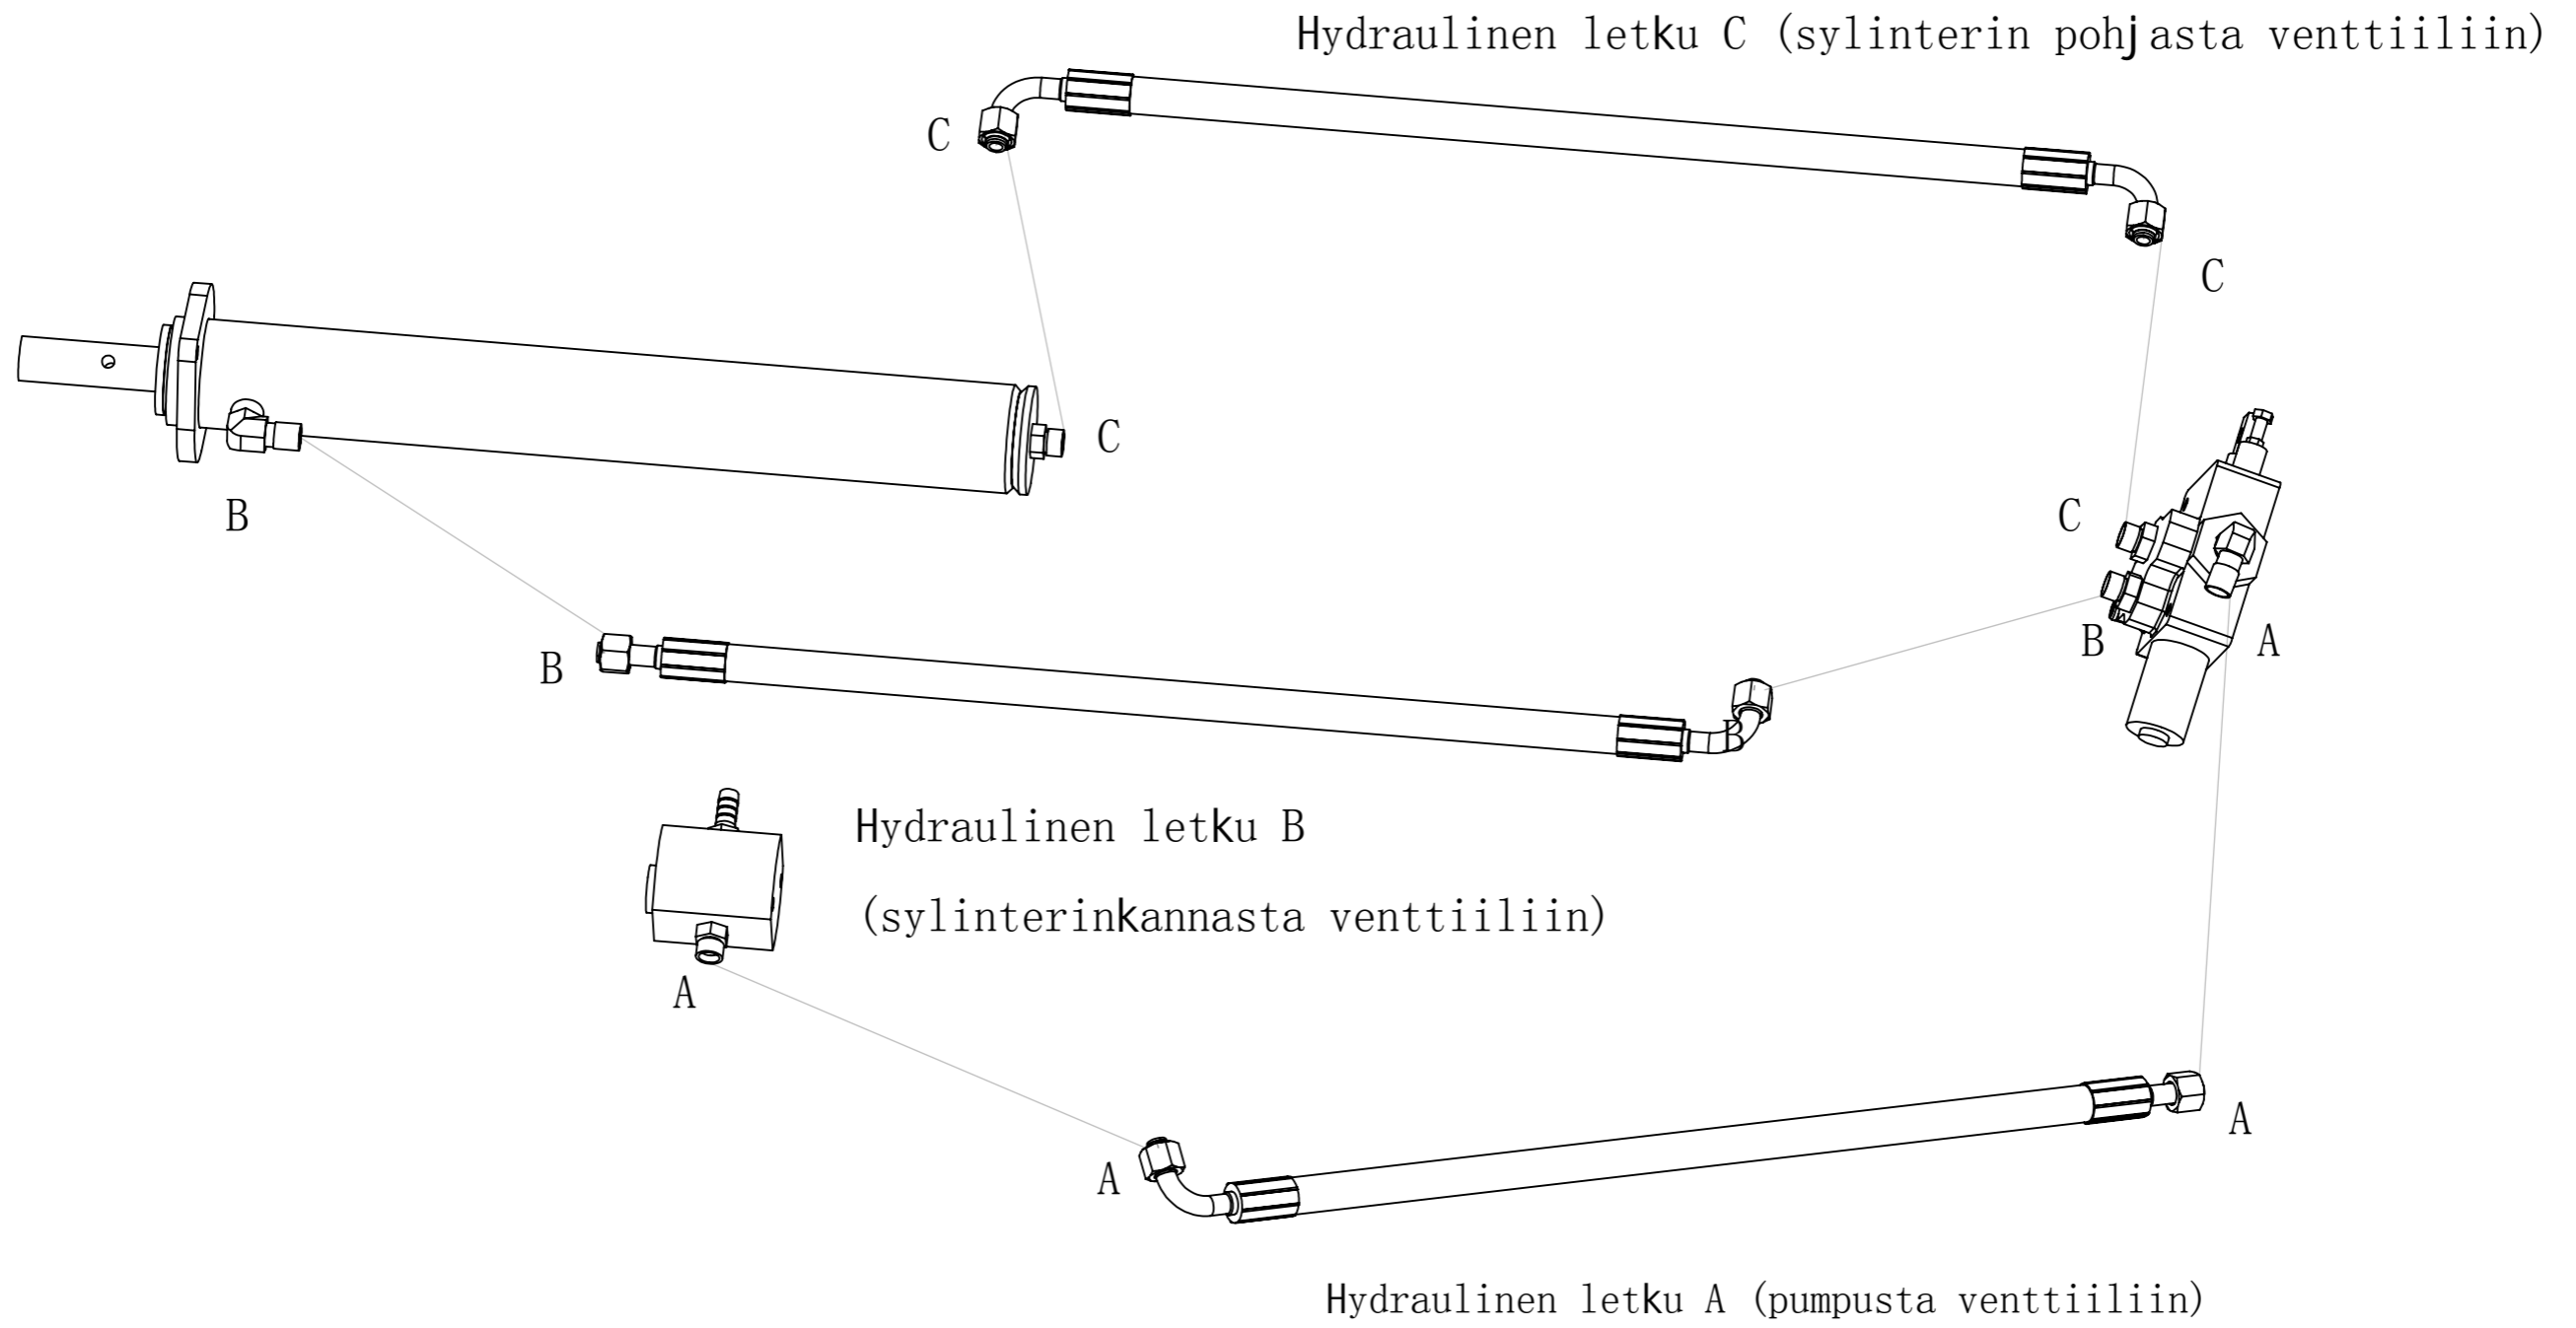 Hydraulinen letku C (sylinterin pohjasta venttiiliin)
C
C
C
B
C
B
B
A
B
Hydraulinen letku B
(sylinterinkannasta venttiiliin)
A
A
A
Hydraulinen letku A (pumpusta venttiiliin)